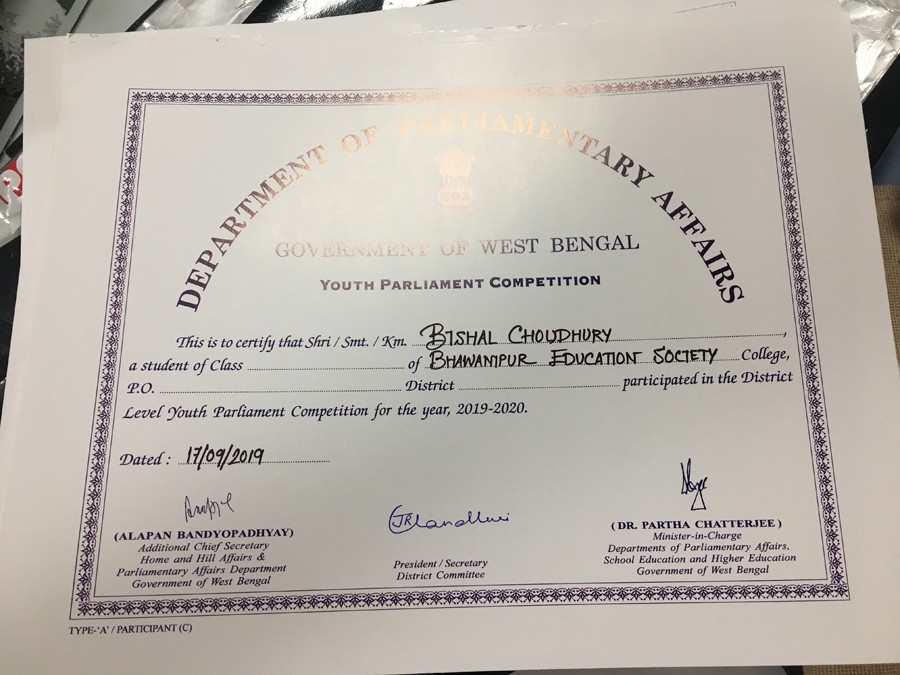 DEPARTMENT OF PARLIAMENTARY AFFAIRS
GOVERNMENT OF WEST BENGAL
YOUTH PARLIAMENT COMPETITION
This is to certify that Shri / Smt. / Km. BISHAL CHOUDHURY,
a student of Class of BHAWANIPUR EDUCATION SOCIETY College,
P.O. District participated in the District
Level Youth Parliament Competition for the year, 2019-2020.
Dated : 17/09/2019
(ALAPAN BANDYOPADHYAY)
Additional Chief Secretary
Home and Hill Affairs &
Parliamentary Affairs Department
Government of West Bengal
President / Secretary
District Committee
( DR. PARTHA CHATTERJEE )
Minister-in-Charge
Departments of Parliamentary Affairs,
School Education and Higher Education
Government of West Bengal
TYPE-'A' / PARTICIPANT (C)